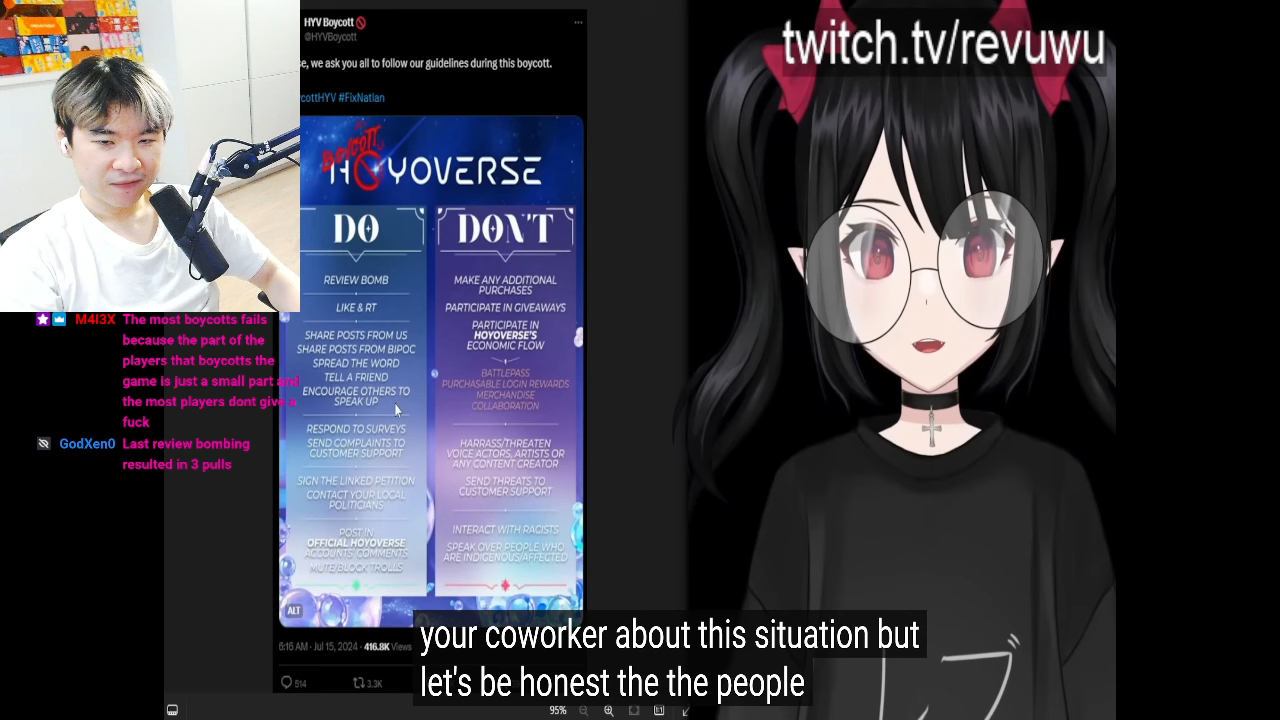 twitch.tv/revuwu
HYV Boycott
@HYVBoycott
e, we ask you all to follow our guidelines during this boycott.
cottHYV #FixNatlan
BOYCOTT
HOYOVERSE
DO
REVIEW BOMB
LIKE & RT
SHARE POSTS FROM US
SHARE POSTS FROM BIPOC
SPREAD THE WORD
TELL A FRIEND
ENCOURAGE OTHERS TO
SPEAK UP
RESPOND TO SURVEYS
SEND COMPLAINTS TO
CUSTOMER SUPPORT
SIGN THE LINKED PETITION
CONTACT YOUR LOCAL
POLITICIANS
POST IN
OFFICIAL HOYOVERSE
ACCOUNTS' COMMENTS
MUTE/BLOCK TROLLS
DON'T
MAKE ANY ADDITIONAL
PURCHASES
PARTICIPATE IN GIVEAWAYS
PARTICIPATE IN
HOYOVERSE'S
ECONOMIC FLOW
BATTLEPASS
PURCHASABLE LOGIN REWARDS
MERCHANDISE
COLLABORATION
HARRASS/THREATEN
VOICE ACTORS, ARTISTS OR
ANY CONTENT CREATOR
SEND THREATS TO
CUSTOMER SUPPORT
INTERACT WITH RACISTS
SPEAK OVER PEOPLE WHO
ARE INDIGENOUS/AFFECTED
ALT
6:16 AM · Jul 15, 2024 · 416.8K Views
514
3.3K
M4I3X The most boycotts fails
because the part of the
players that boycotts the
game is just a small part and
the most players dont give a
fuck
GodXen0 Last review bombing
resulted in 3 pulls
your coworker about this situation but
let's be honest the the people
95%
1:1
レブ